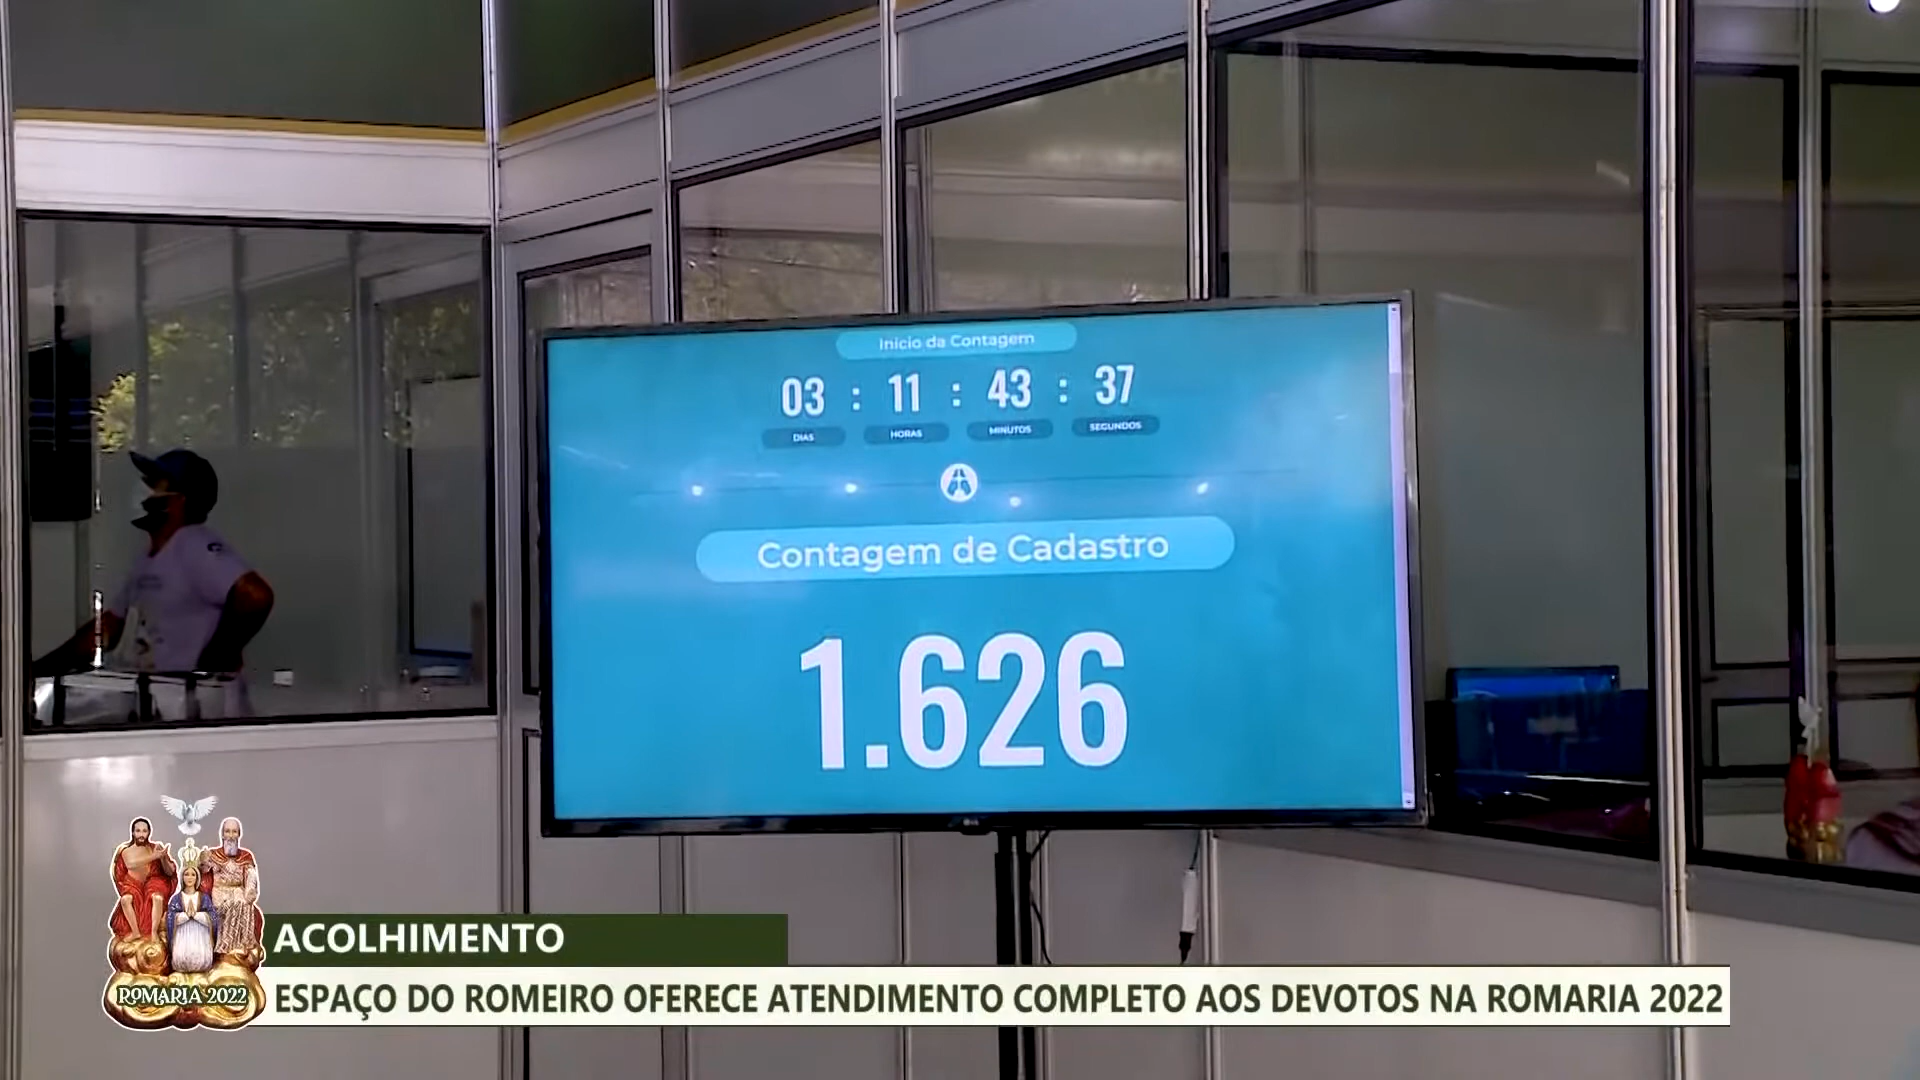 Início da Contagem
03 : 11 : 43 : 37
DIAS HORAS MINUTOS SEGUNDOS
Contagem de Cadastro
1.626
LG
ACOLHIMENTO
ESPAÇO DO ROMEIRO OFERECE ATENDIMENTO COMPLETO AOS DEVOTOS NA ROMARIA 2022
ROMARIA 2022